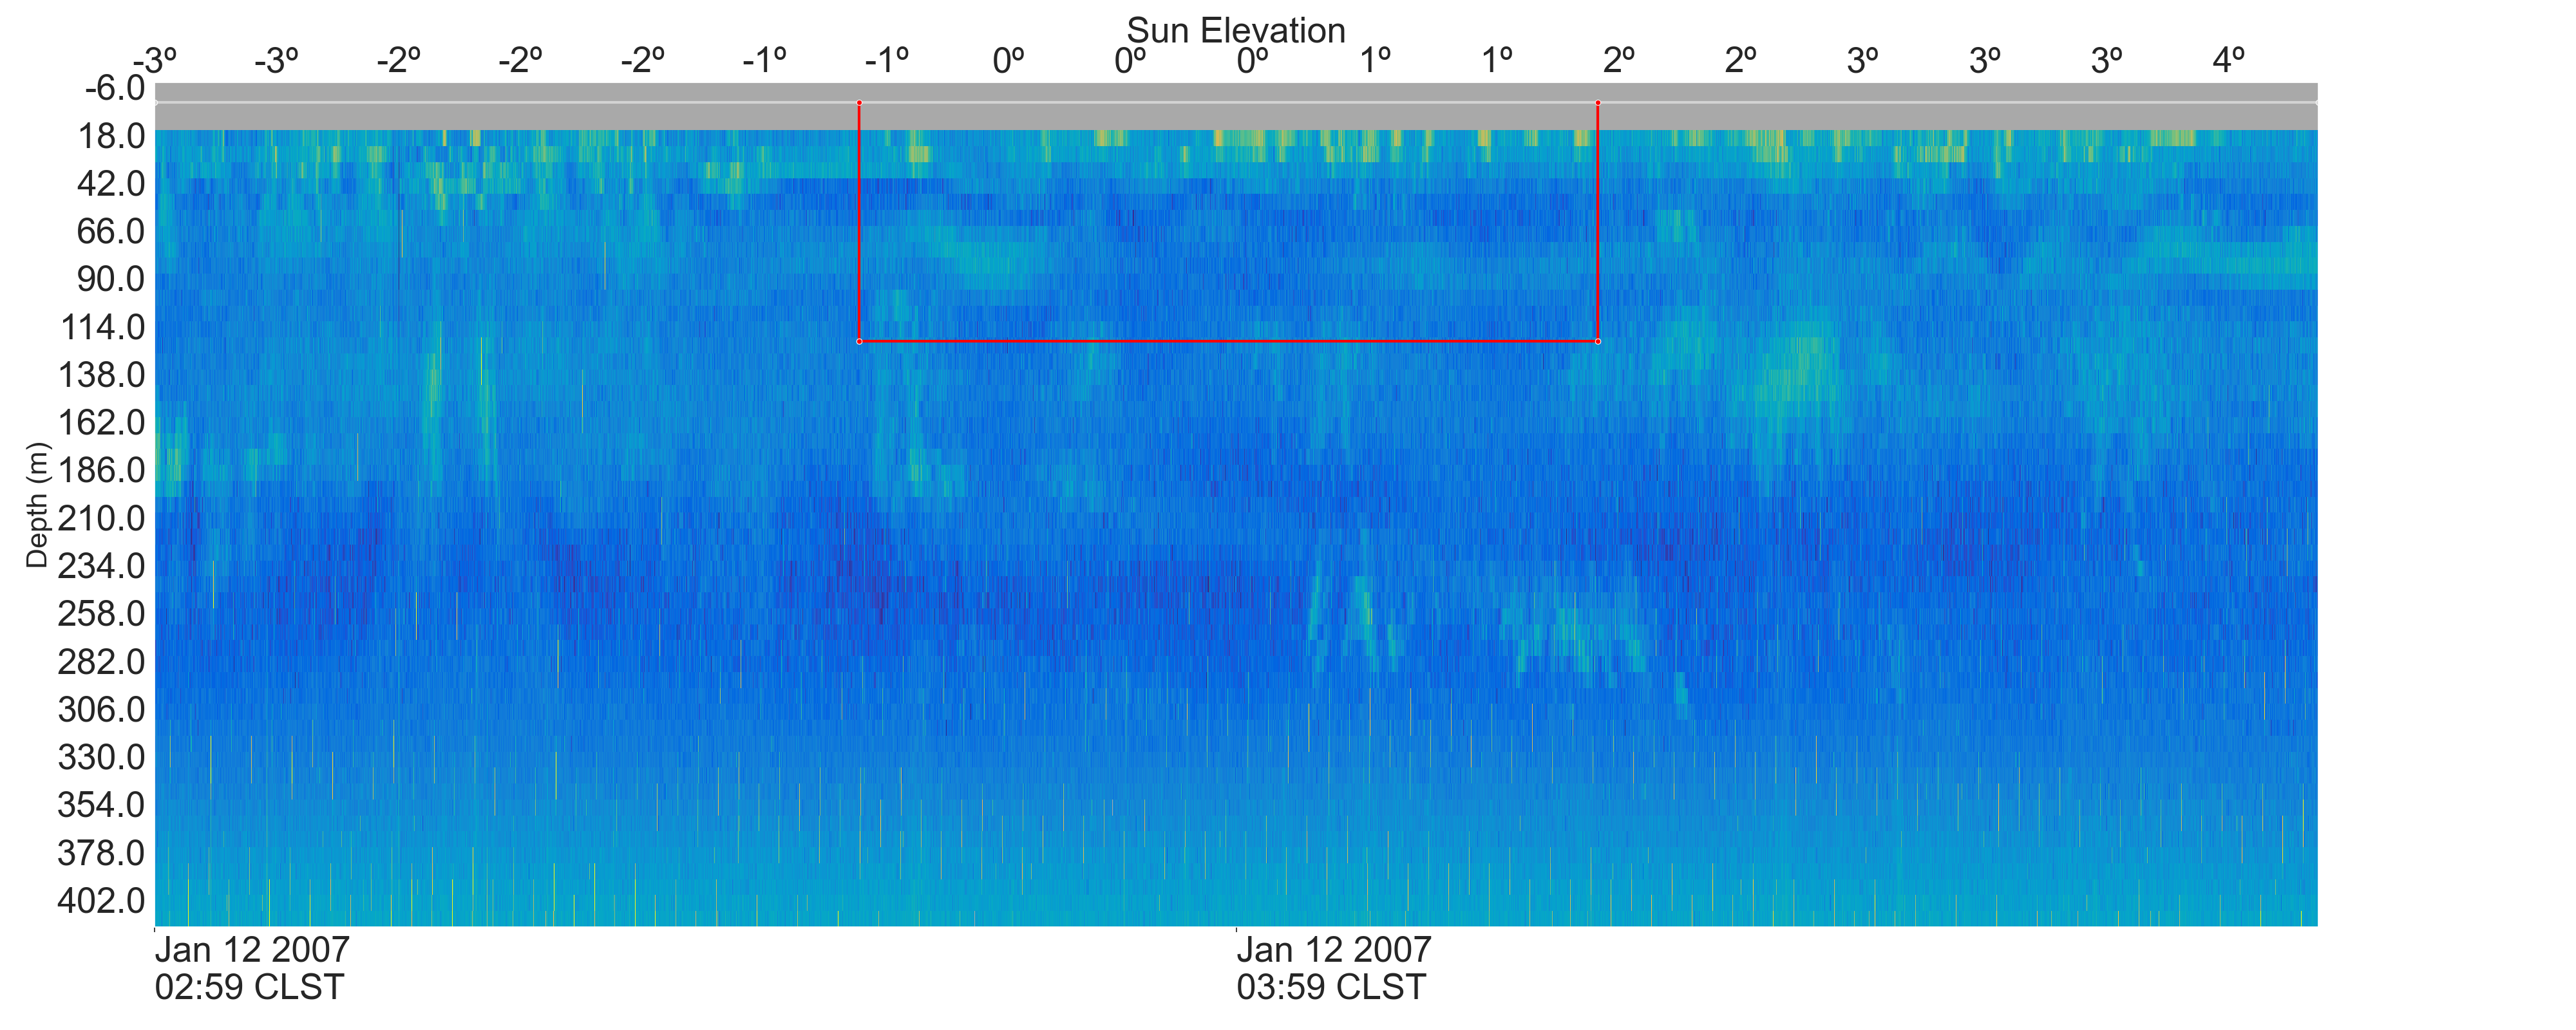 Sun Elevation
-3º -3º -2º -2º -2º -1º -1º 0º 0º 0º 1º 1º 2º 2º 3º 3º 3º 4º
-6.0
18.0
42.0
66.0
90.0
114.0
138.0
162.0
186.0
210.0
234.0
258.0
282.0
306.0
330.0
354.0
378.0
402.0
Depth (m)
Jan 12 2007
02:59 CLST
Jan 12 2007
03:59 CLST